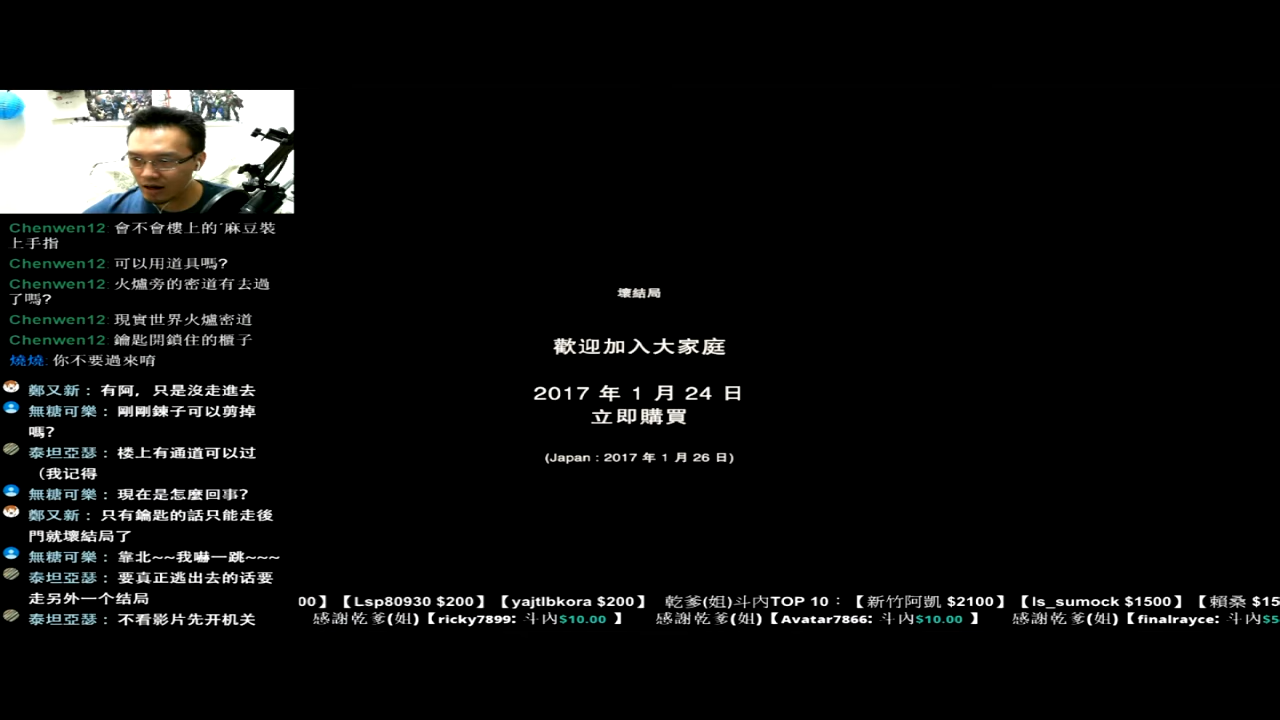 Chenwen12: 會不會樓上的ˊ麻豆裝
上手指
Chenwen12: 可以用道具嗎?
Chenwen12: 火爐旁的密道有去過
了嗎?
Chenwen12: 現實世界火爐密道
Chenwen12: 鑰匙開鎖住的櫃子
燒燒: 你不要過來唷
鄭又新： 有阿，只是沒走進去
無糖可樂： 剛剛鍊子可以剪掉
嗎?
泰坦亞瑟： 楼上有通道可以过
（我记得
無糖可樂： 現在是怎麼回事?
鄭又新： 只有鑰匙的話只能走後
門就壞結局了
無糖可樂： 靠北~~我嚇一跳~~~
泰坦亞瑟： 要真正逃出去的话要
走另外一个结局
泰坦亞瑟： 不看影片先开机关
壞結局
歡迎加入大家庭
2017 年 1 月 24 日
立即購買
(Japan : 2017 年 1 月 26 日)
00】【Lsp80930 $200】【yajtlbkora $200】 乾爹(姐)斗內TOP 10： 【新竹阿凱 $2100】【ls_sumock $1500】【賴桑 $15
感謝乾爹(姐)【ricky7899: 斗內$10.00 】 感謝乾爹(姐)【Avatar7866: 斗內$10.00 】 感謝乾爹(姐)【finalrayce: 斗內$5